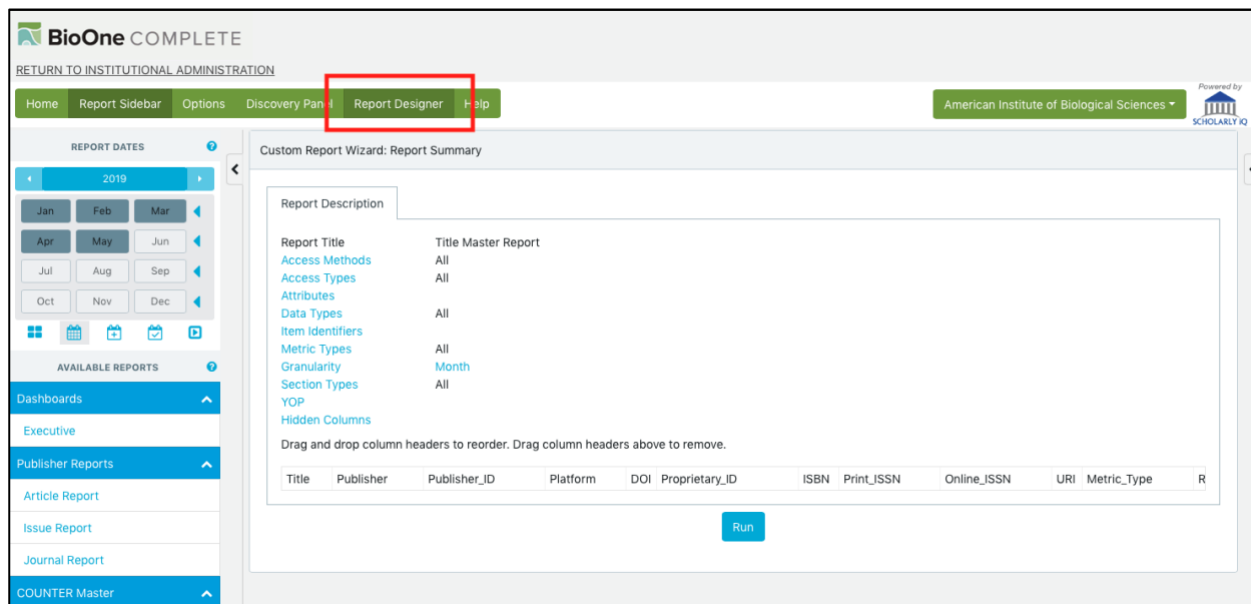 BioOne COMPLETE
RETURN TO INSTITUTIONAL ADMINISTRATION
Home Report Sidebar Options Discovery Panel Report Designer Help
American Institute of Biological Sciences
Powered by
SCHOLARLY iQ
REPORT DATES
2019
Jan Feb Mar
Apr May Jun
Jul Aug Sep
Oct Nov Dec
AVAILABLE REPORTS
Dashboards
Executive
Publisher Reports
Article Report
Issue Report
Journal Report
COUNTER Master
Custom Report Wizard: Report Summary
Report Description
Report Title Title Master Report
Access Methods All
Access Types All
Attributes
Data Types All
Item Identifiers
Metric Types All
Granularity Month
Section Types All
YOP
Hidden Columns
Drag and drop column headers to reorder. Drag column headers above to remove.
Title Publisher Publisher_ID Platform DOI Proprietary_ID ISBN Print_ISSN Online_ISSN URI Metric_Type R
Run